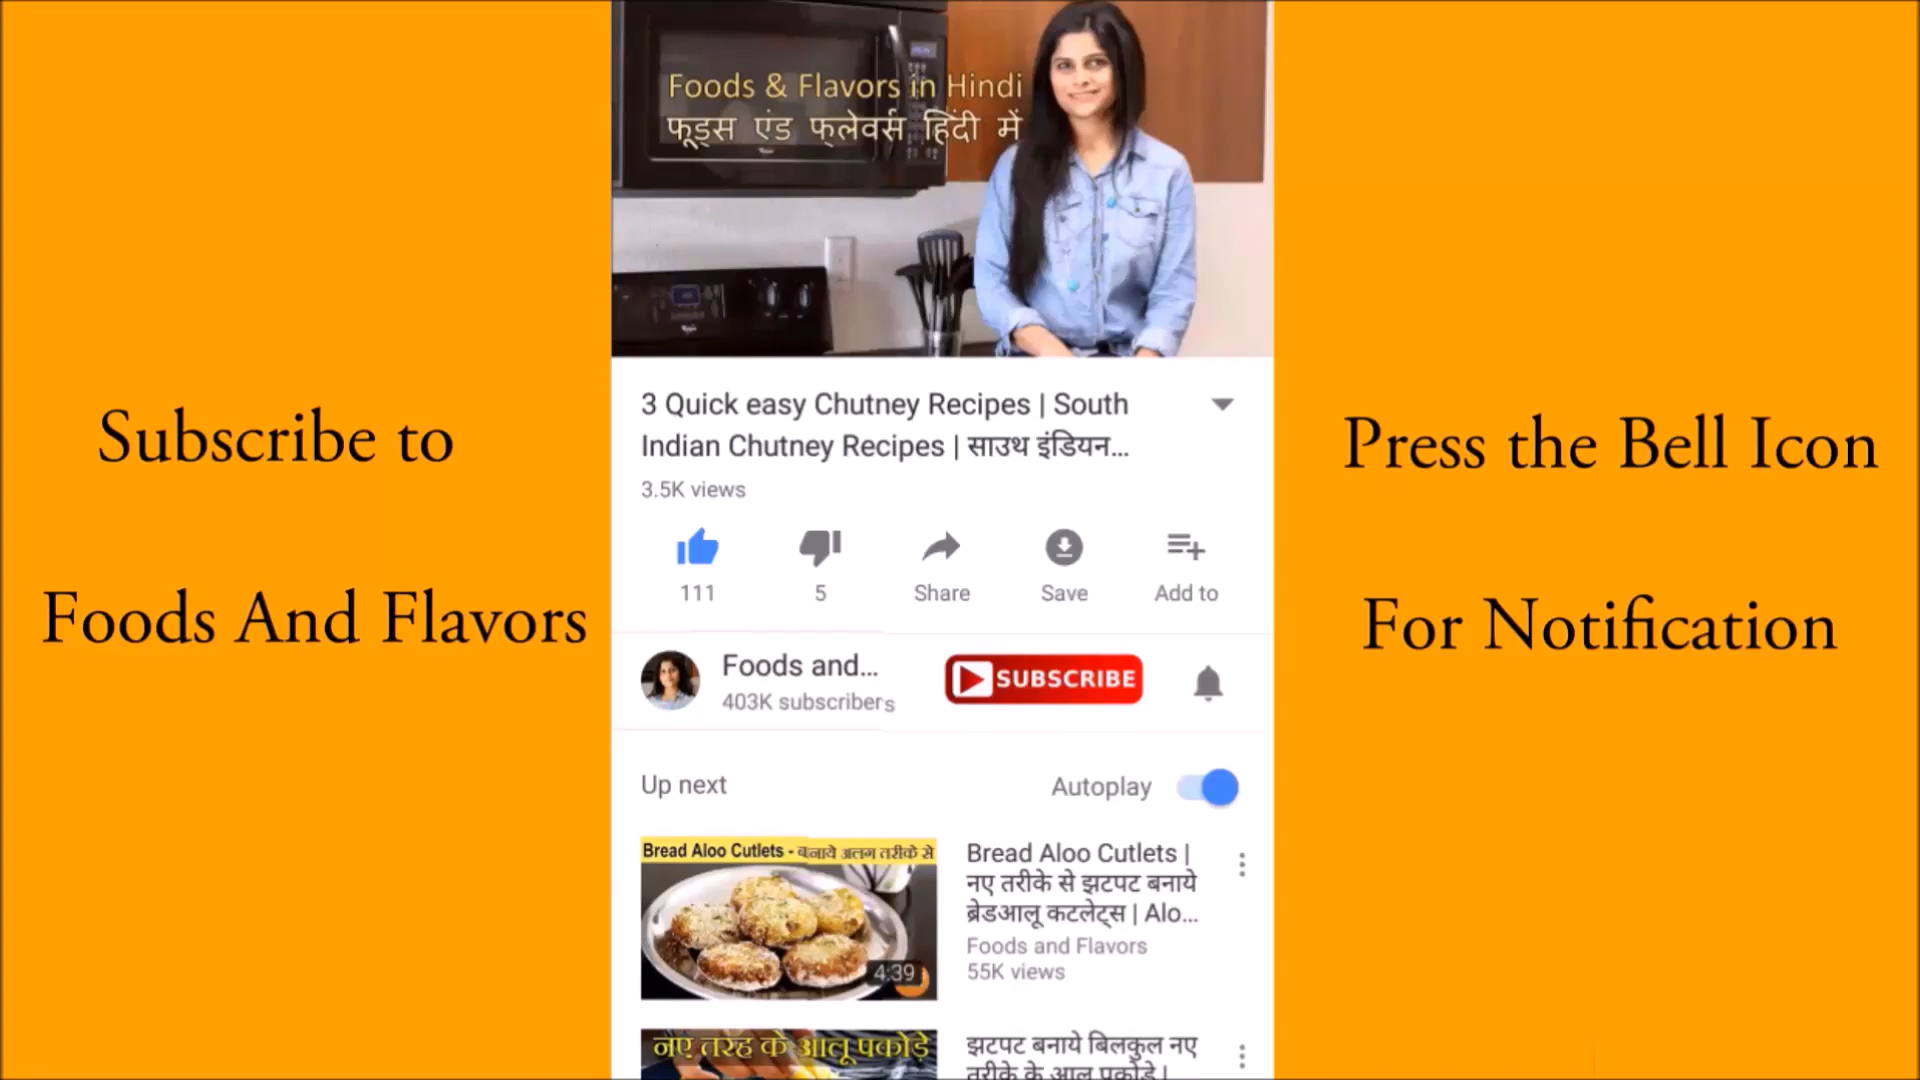 Foods & Flavors in Hindi
फूड्स एंड फ्लेवर्स हिंदी में
Subscribe to
Foods And Flavors
3 Quick easy Chutney Recipes | South
Indian Chutney Recipes | साउथ इंडियन...
3.5K views
111
5
Share
Save
Add to
Foods and...
403K subscribers
SUBSCRIBE
Up next
Autoplay
Bread Aloo Cutlets - बनाये अलग तरीके से
4:39
Bread Aloo Cutlets |
नए तरीके से झटपट बनाये
ब्रेडआलू कटलेट्स | Alo...
Foods and Flavors
55K views
नए तरह के आलू पकोड़े
झटपट बनाये बिलकुल नए
तरीके के आलू पकोड़े |
Press the Bell Icon
For Notification